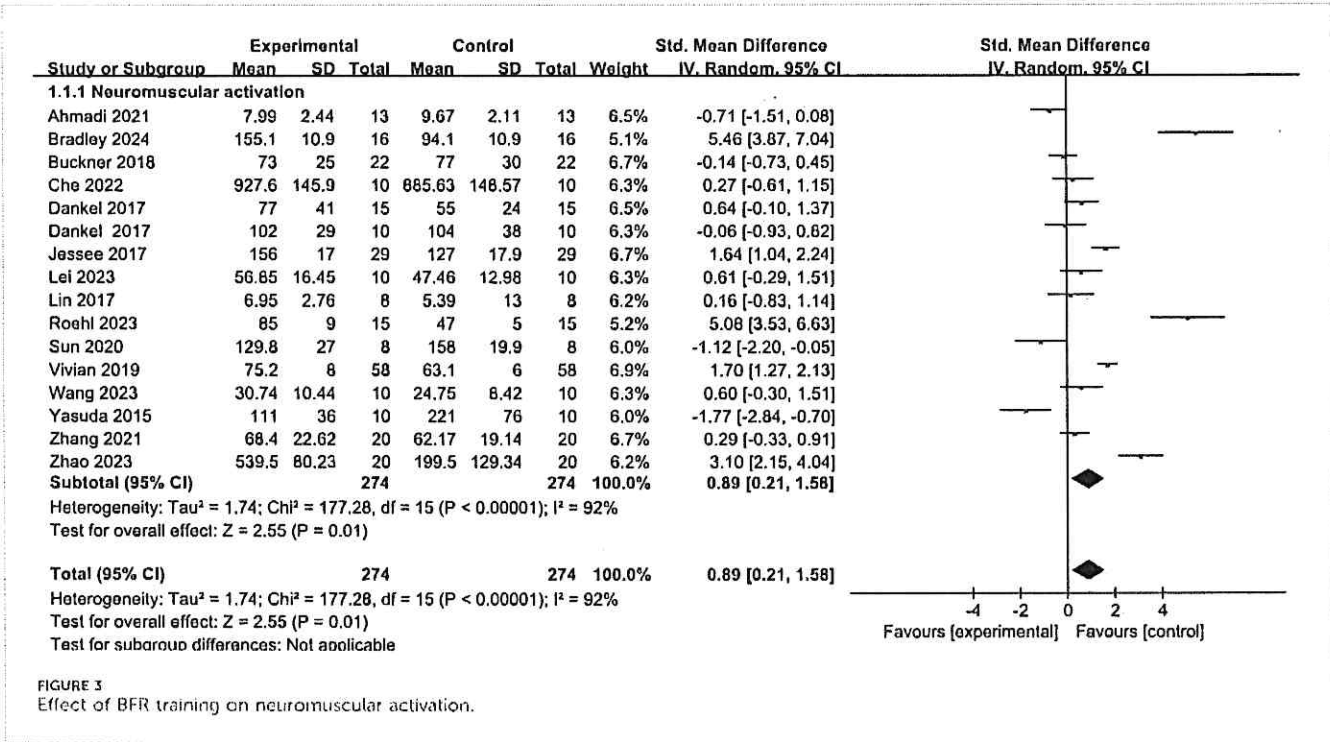 Experimental Control Std. Mean Difference Std. Mean Difference
Study or Subgroup Mean SD Total Mean SD Total Weight IV. Random. 95% CI IV. Random. 95% CI
1.1.1 Neuromuscular activation
Ahmadi 2021 7.99 2.44 13 9.67 2.11 13 6.5% -0.71 [-1.51, 0.08]
Bradley 2024 155.1 10.9 16 94.1 10.9 16 5.1% 5.46 [3.87, 7.04]
Buckner 2018 73 25 22 77 30 22 6.7% -0.14 [-0.73, 0.45]
Che 2022 927.6 145.9 10 885.63 148.57 10 6.3% 0.27 [-0.61, 1.15]
Dankel 2017 77 41 15 55 24 15 6.5% 0.64 [-0.10, 1.37]
Dankel 2017 102 29 10 104 38 10 6.3% -0.06 [-0.93, 0.82]
Jessee 2017 156 17 29 127 17.9 29 6.7% 1.64 [1.04, 2.24]
Lei 2023 56.85 16.45 10 47.46 12.98 10 6.3% 0.61 [-0.29, 1.51]
Lin 2017 6.95 2.76 8 5.39 13 8 6.2% 0.16 [-0.83, 1.14]
Roehl 2023 85 9 15 47 5 15 5.2% 5.08 [3.53, 6.63]
Sun 2020 129.8 27 8 158 19.9 8 6.0% -1.12 [-2.20, -0.05]
Vivian 2019 75.2 8 58 63.1 6 58 6.9% 1.70 [1.27, 2.13]
Wang 2023 30.74 10.44 10 24.75 8.42 10 6.3% 0.60 [-0.30, 1.51]
Yasuda 2015 111 36 10 221 76 10 6.0% -1.77 [-2.84, -0.70]
Zhang 2021 68.4 22.62 20 62.17 19.14 20 6.7% 0.29 [-0.33, 0.91]
Zhao 2023 539.5 80.23 20 199.5 129.34 20 6.2% 3.10 [2.15, 4.04]
Subtotal (95% CI) 274 274 100.0% 0.89 [0.21, 1.58]
Heterogeneity: Tau² = 1.74; Chi² = 177.28, df = 15 (P < 0.00001); I² = 92%
Test for overall effect: Z = 2.55 (P = 0.01)
Total (95% CI) 274 274 100.0% 0.89 [0.21, 1.58]
Heterogeneity: Tau² = 1.74; Chi² = 177.28, df = 15 (P < 0.00001); I² = 92%
Test for overall effect: Z = 2.55 (P = 0.01)
Test for subgroup differences: Not applicable
-4 -2 0 2 4
Favours [experimental] Favours [control]
FIGURE 3
Effect of BFR training on neuromuscular activation.